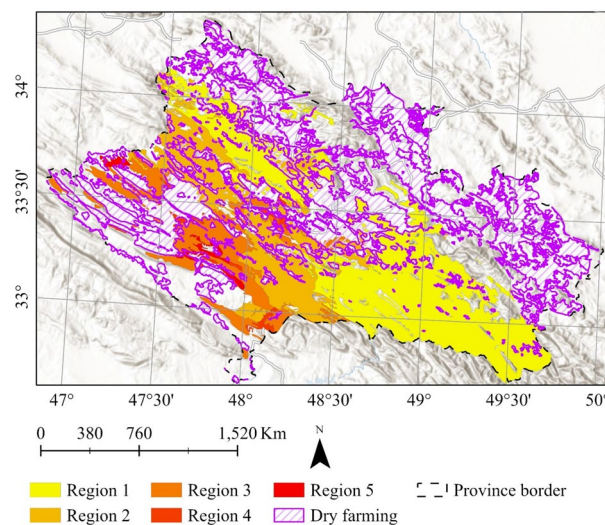 34°
33°30'
33°
47°
47°30'
48°
48°30'
49°
49°30'
50°
0 380 760 1,520 Km
N
Region 1 Region 3 Region 5 Province border
Region 2 Region 4 Dry farming